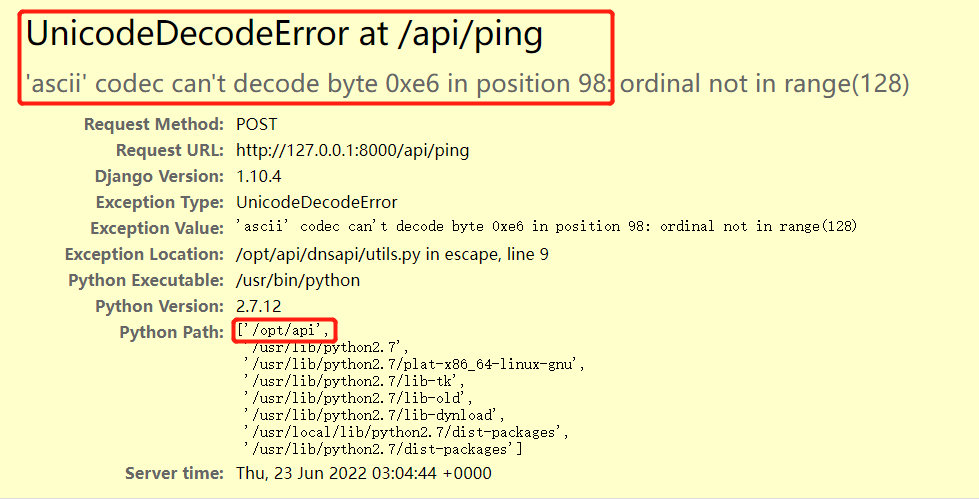 UnicodeDecodeError at /api/ping
'ascii' codec can't decode byte 0xe6 in position 98: ordinal not in range(128)
Request Method: POST
Request URL: http://127.0.0.1:8000/api/ping
Django Version: 1.10.4
Exception Type: UnicodeDecodeError
Exception Value: 'ascii' codec can't decode byte 0xe6 in position 98: ordinal not in range(128)
Exception Location: /opt/api/dnsapi/utils.py in escape, line 9
Python Executable: /usr/bin/python
Python Version: 2.7.12
Python Path: ['/opt/api',
'/usr/lib/python2.7',
'/usr/lib/python2.7/plat-x86_64-linux-gnu',
'/usr/lib/python2.7/lib-tk',
'/usr/lib/python2.7/lib-old',
'/usr/lib/python2.7/lib-dynload',
'/usr/local/lib/python2.7/dist-packages',
'/usr/lib/python2.7/dist-packages']
Server time: Thu, 23 Jun 2022 03:04:44 +0000